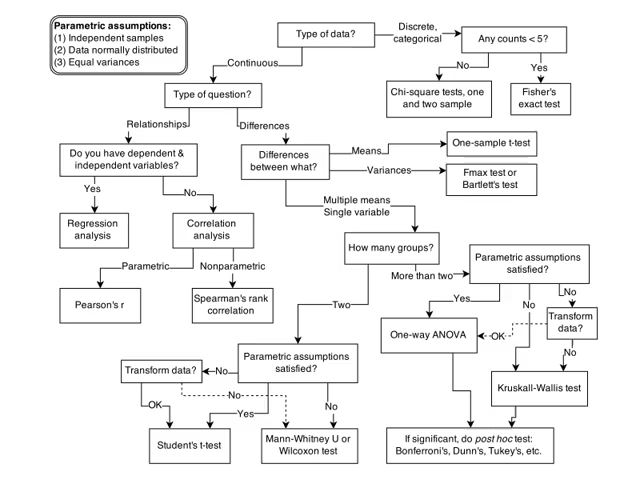 Parametric assumptions:
(1) Independent samples
(2) Data normally distributed
(3) Equal variances
Type of data?
Discrete,
categorical
Any counts < 5?
Continuous
No
Yes
Type of question?
Chi-square tests, one
and two sample
Fisher's
exact test
Relationships
Differences
Do you have dependent &
independent variables?
Differences
between what?
Means
One-sample t-test
Variances
Fmax test or
Bartlett's test
Yes
No
Multiple means
Single variable
Regression
analysis
Correlation
analysis
How many groups?
Parametric assumptions
satisfied?
Parametric
Nonparametric
More than two
Pearson's r
Spearman's rank
correlation
Two
Yes
No
No
Transform
data?
One-way ANOVA
OK
No
Transform data?
No
Parametric assumptions
satisfied?
Kruskall-Wallis test
OK
No
Yes
No
Student's t-test
Mann-Whitney U or
Wilcoxon test
If significant, do post hoc test:
Bonferroni's, Dunn's, Tukey's, etc.